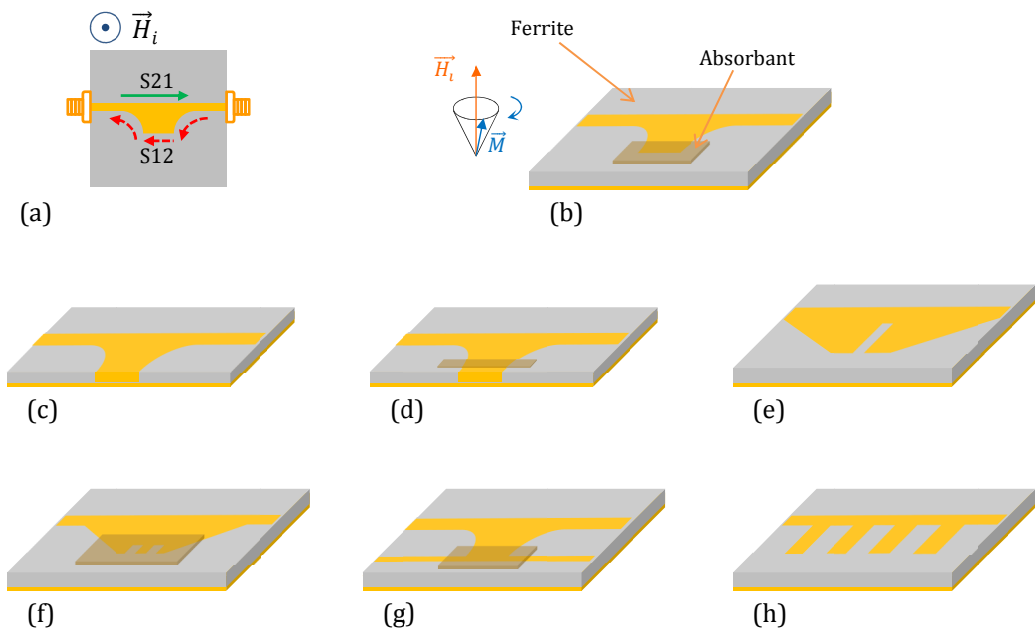 H⃗i
S21
S12
(a)
Ferrite
Absorbant
H⃗ι
M⃗
(b)
(c)
(d)
(e)
(f)
(g)
(h)